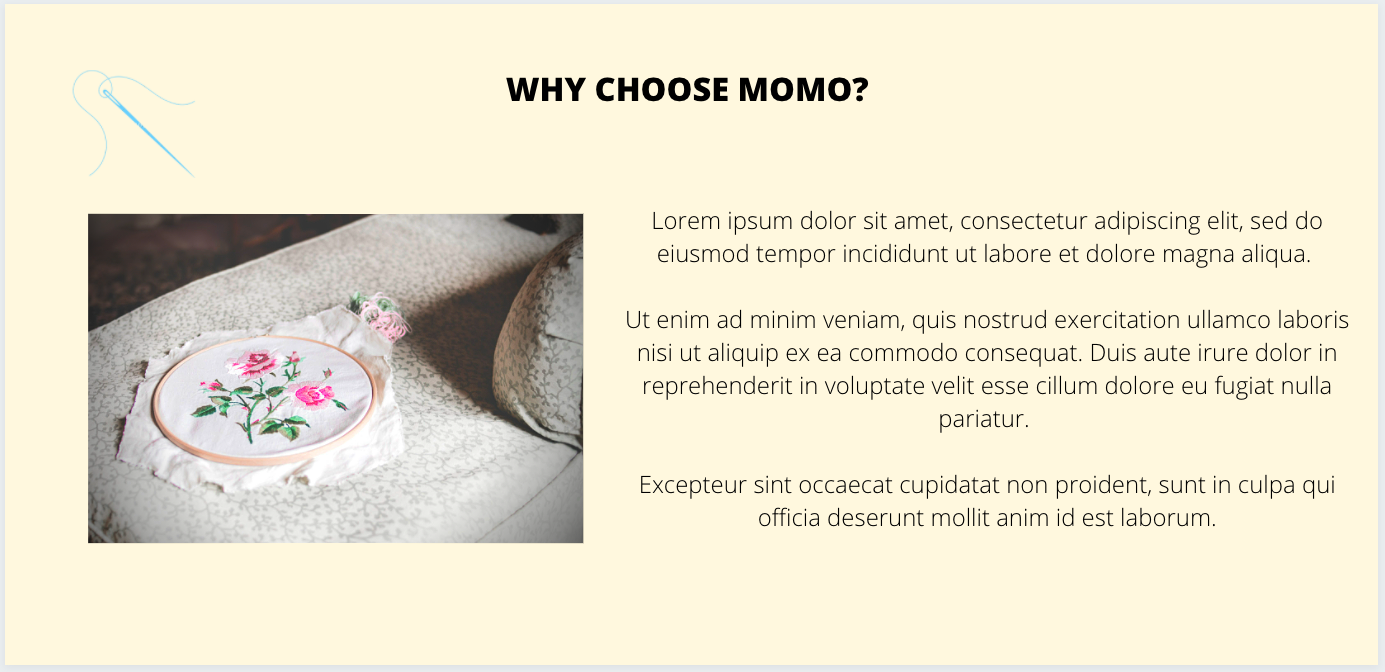 WHY CHOOSE MOMO?
Lorem ipsum dolor sit amet, consectetur adipiscing elit, sed do
eiusmod tempor incididunt ut labore et dolore magna aliqua.
Ut enim ad minim veniam, quis nostrud exercitation ullamco laboris
nisi ut aliquip ex ea commodo consequat. Duis aute irure dolor in
reprehenderit in voluptate velit esse cillum dolore eu fugiat nulla
pariatur.
Excepteur sint occaecat cupidatat non proident, sunt in culpa qui
officia deserunt mollit anim id est laborum.